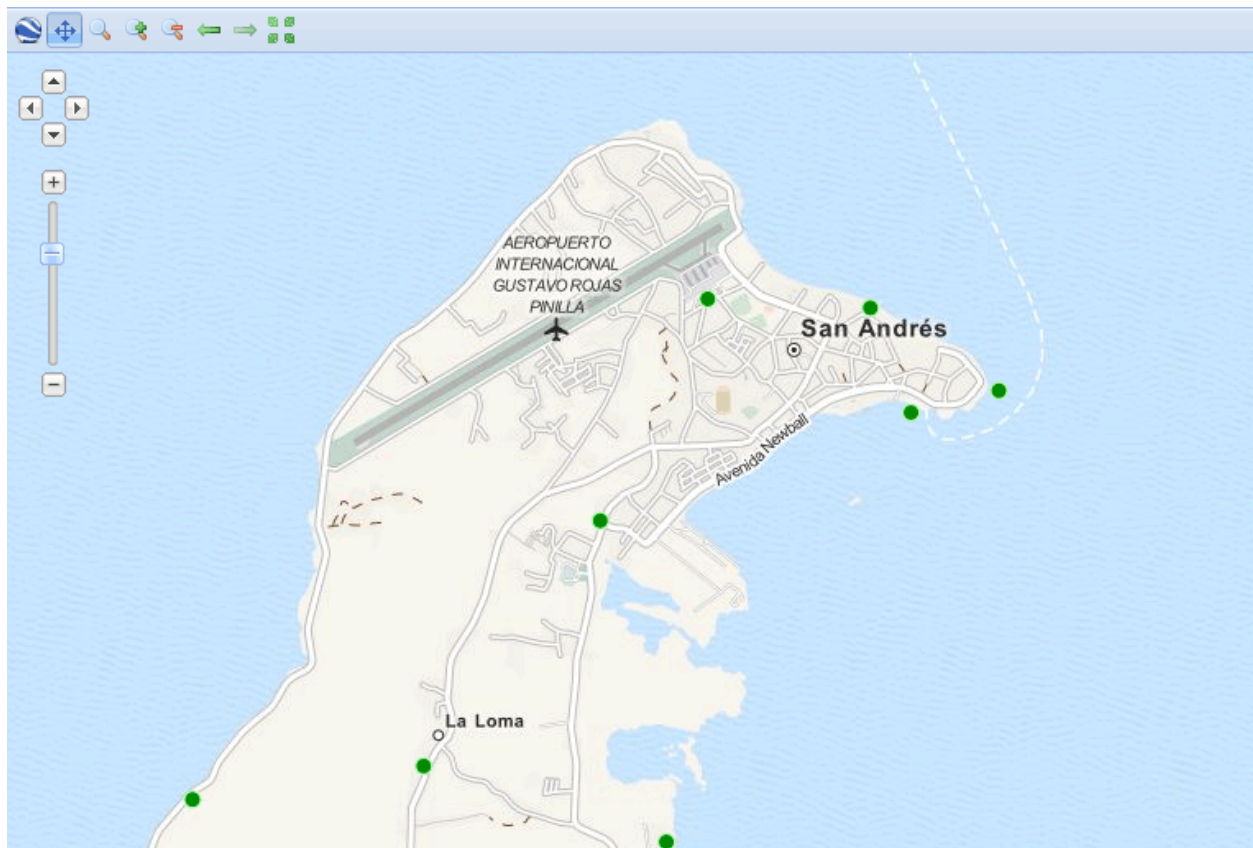 AEROPUERTO
INTERNACIONAL
GUSTAVO ROJAS
PINILLA
San Andrés
Avenida Newball
La Loma